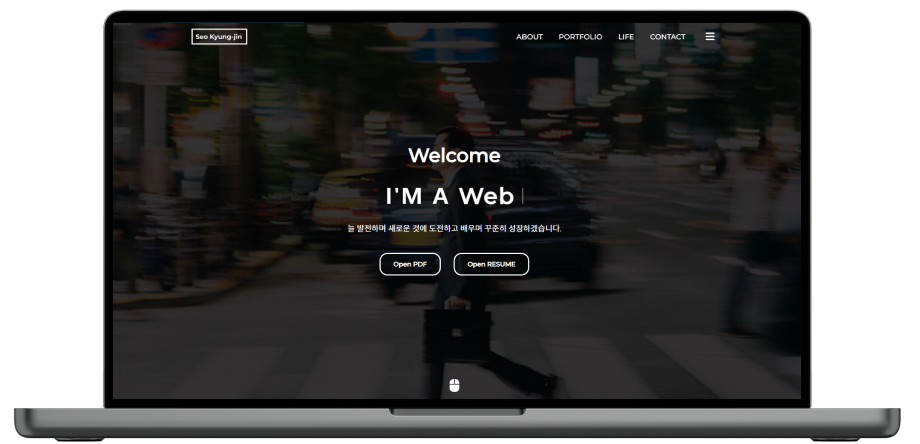 Seo Kyung-jin
ABOUT PORTFOLIO LIFE CONTACT
Welcome
I'M A Web
늘 발전하며 새로운 것에 도전하고 배우며 꾸준히 성장하겠습니다.
Open PDF Open RESUME